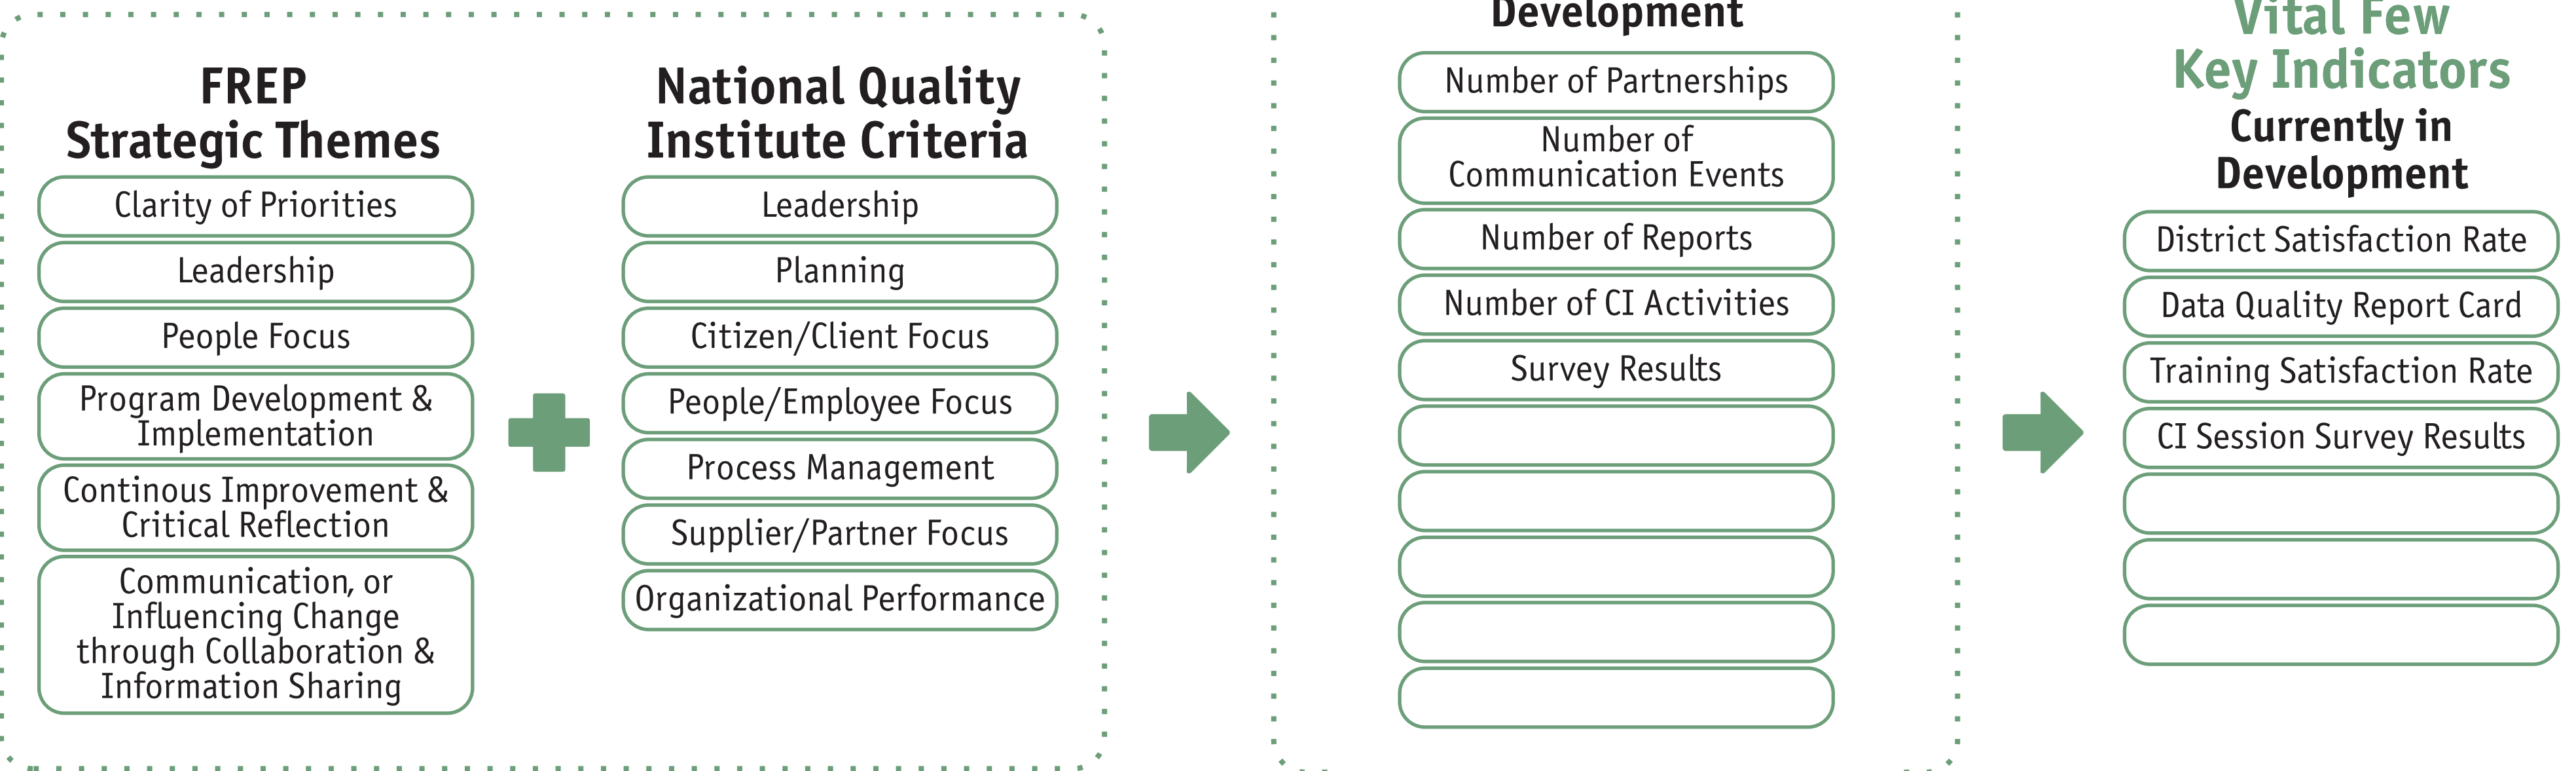 FREP
Strategic Themes
Clarity of Priorities
Leadership
People Focus
Program Development &
Implementation
Continous Improvement &
Critical Reflection
Communication, or
Influencing Change
through Collaboration &
Information Sharing
National Quality
Institute Criteria
Leadership
Planning
Citizen/Client Focus
People/Employee Focus
Process Management
Supplier/Partner Focus
Organizational Performance
Development
Number of Partnerships
Number of
Communication Events
Number of Reports
Number of CI Activities
Survey Results
Vital Few
Key Indicators
Currently in
Development
District Satisfaction Rate
Data Quality Report Card
Training Satisfaction Rate
CI Session Survey Results